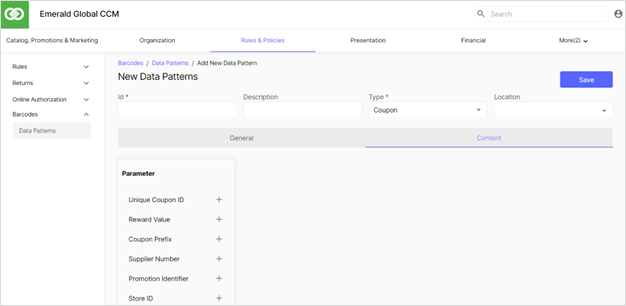 Emerald Global CCM
Search
Catalog, Promotions & Marketing
Organization
Rules & Policies
Presentation
Financial
More(2)
Rules
Returns
Online Authorization
Barcodes
Data Patterns
Barcodes / Data Patterns / Add New Data Pattern
New Data Patterns
Save
Id *
Description
Type *
Location
Coupon
General
Content
Parameter
Unique Coupon ID +
Reward Value +
Coupon Prefix +
Supplier Number +
Promotion Identifier +
Store ID +